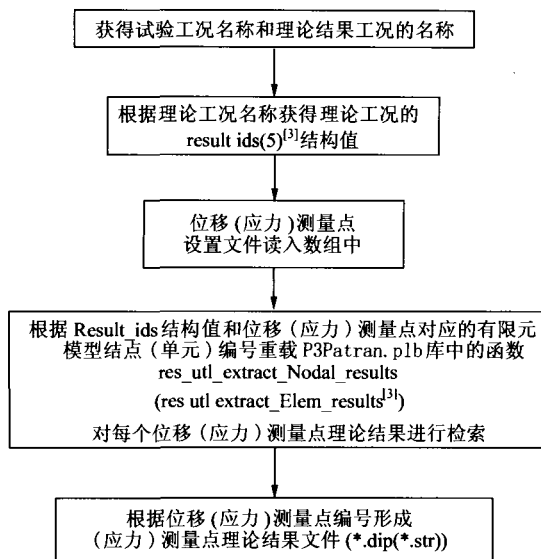 获得试验工况名称和理论结果工况的名称
根据理论工况名称获得理论工况的
result ids(5)[3]结构值
位移(应力)测量点
设置文件读入数组中
根据 Result_ids结构值和位移(应力)测量点对应的有限元
模型结点(单元)编号重载P3Patran.plb库中的函数
res_utl_extract_Nodal_results
(res utl extract_Elem_results[3])
对每个位移(应力)测量点理论结果进行检索
根据位移(应力)测量点编号形成
(应力)测量点理论结果文件(*.dip(*.str))